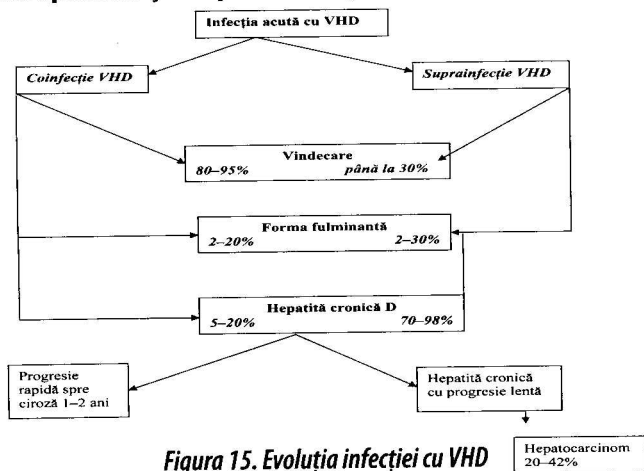 Infecția acută cu VHD
Coinfecție VHD
Suprainfecție VHD
Vindecare
80–95% până la 30%
Forma fulminantă
2–20% 2–30%
Hepatită cronică D
5–20% 70–98%
Progresie
rapidă spre
ciroză 1–2 ani
Hepatită cronică
cu progresie lentă
Hepatocarcinom
20–42%
Figura 15. Evoluția infecției cu VHD